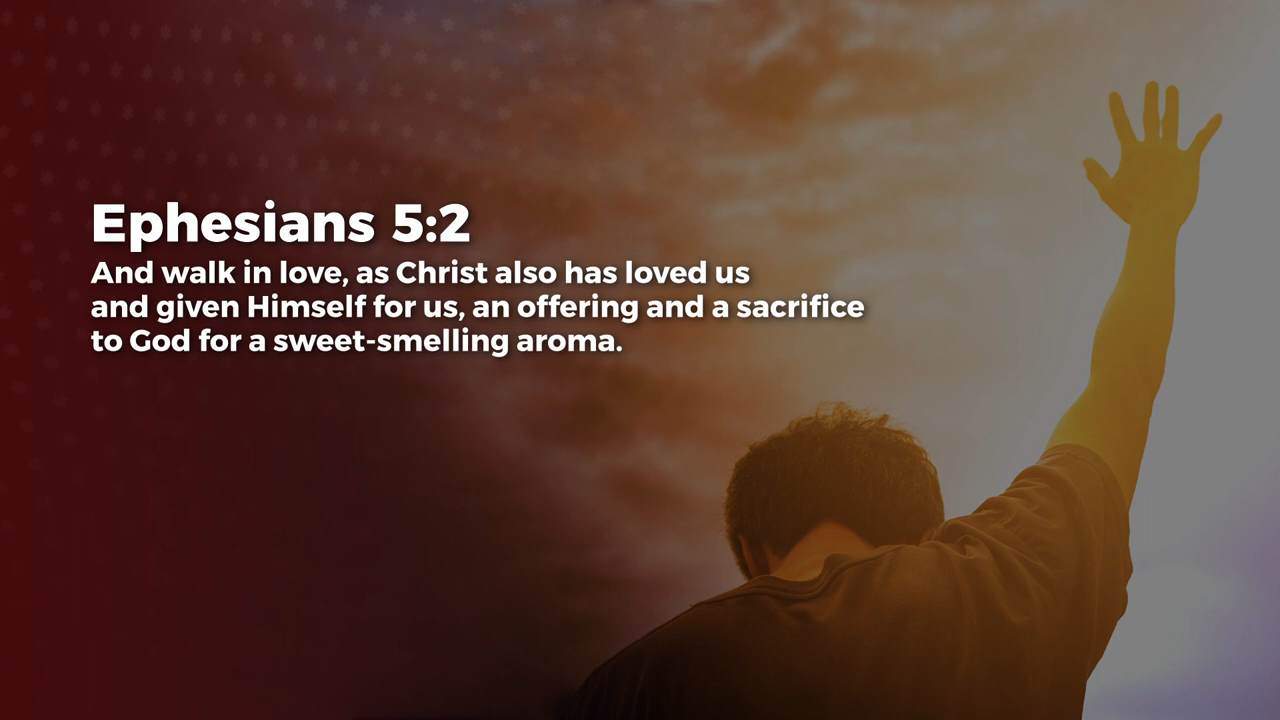 Ephesians 5:2
And walk in love, as Christ also has loved us
and given Himself for us, an offering and a sacrifice
to God for a sweet-smelling aroma.